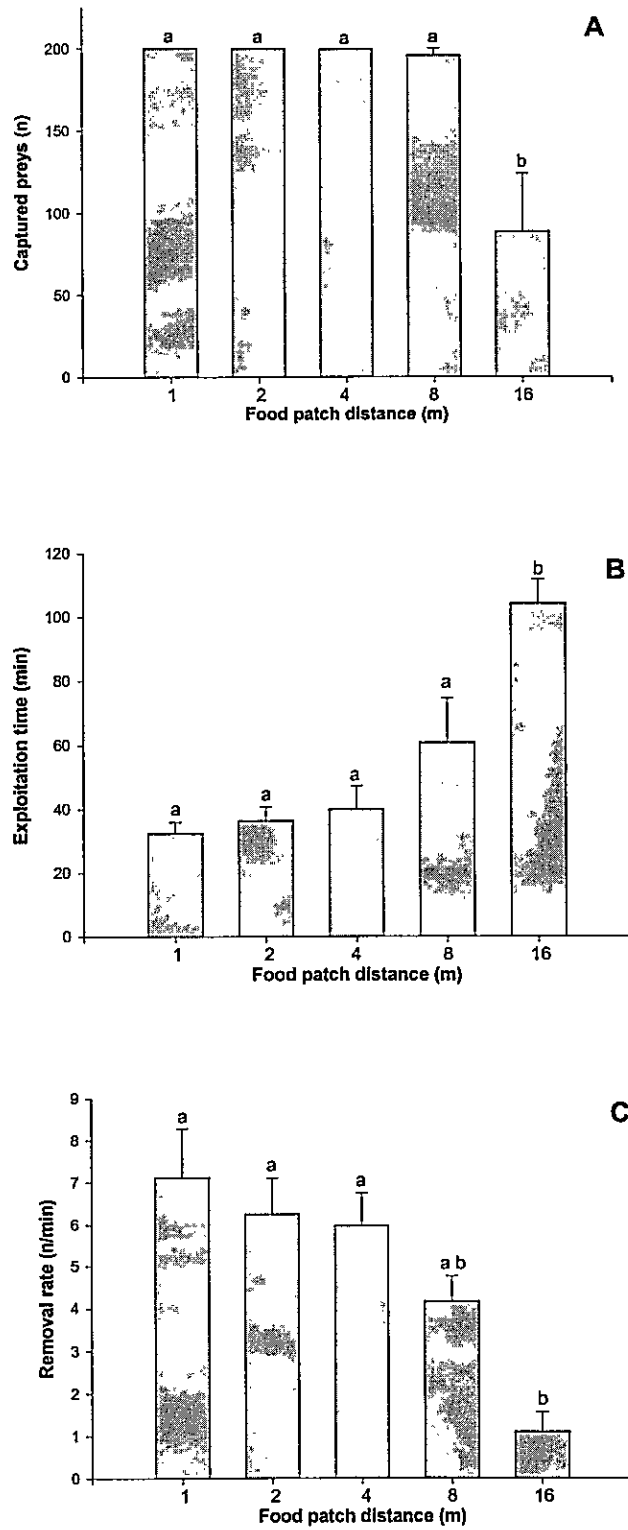 A
a a a a
200
150
b
100
50
0
Captured preys (n)
1 2 4 8 16
Food patch distance (m)
B
120
b
100
80
a
60
a
a
a
40
20
0
Exploitation time (min)
1 2 4 8 16
Food patch distance (m)
C
9
a
8
a
a
7
6
a b
5
4
3
b
2
1
0
Removal rate (n/min)
1 2 4 8 16
Food patch distance (m)